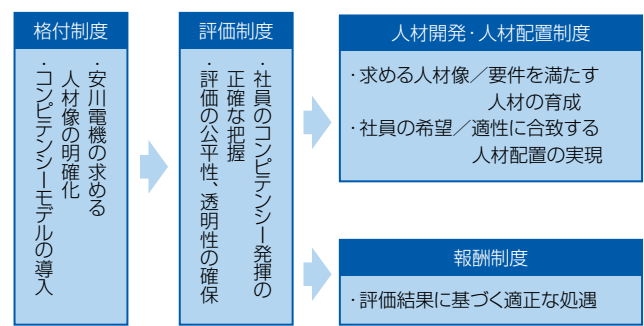 格付制度
・安川電機の求める
人材像の明確化
・コンピテンシーモデルの導入
評価制度
・社員のコンピテンシー発揮の
正確な把握
・評価の公平性、透明性の確保
人材開発・人材配置制度
・求める人材像／要件を満たす
人材の育成
・社員の希望／適性に合致する
人材配置の実現
報酬制度
・評価結果に基づく適正な処遇